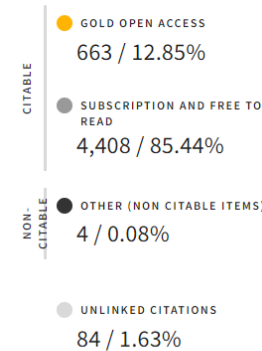 CITABLE
GOLD OPEN ACCESS
663 / 12.85%
SUBSCRIPTION AND FREE TO
READ
4,408 / 85.44%
NON-
CITABLE
OTHER (NON CITABLE ITEMS)
4 / 0.08%
UNLINKED CITATIONS
84 / 1.63%